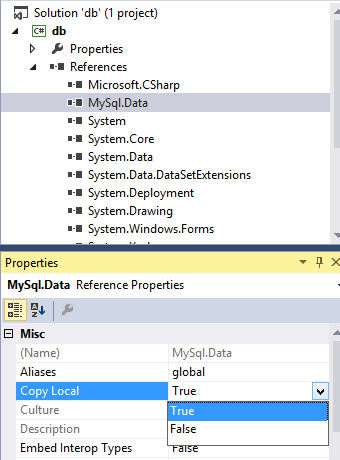 Solution 'db' (1 project)
C# db
Properties
References
Microsoft.CSharp
MySql.Data
System
System.Core
System.Data
System.Data.DataSetExtensions
System.Deployment
System.Drawing
System.Windows.Forms
Properties
MySql.Data Reference Properties
Misc
(Name) MySql.Data
Aliases global
Copy Local True
Culture True
Description False
Embed Interop Types False